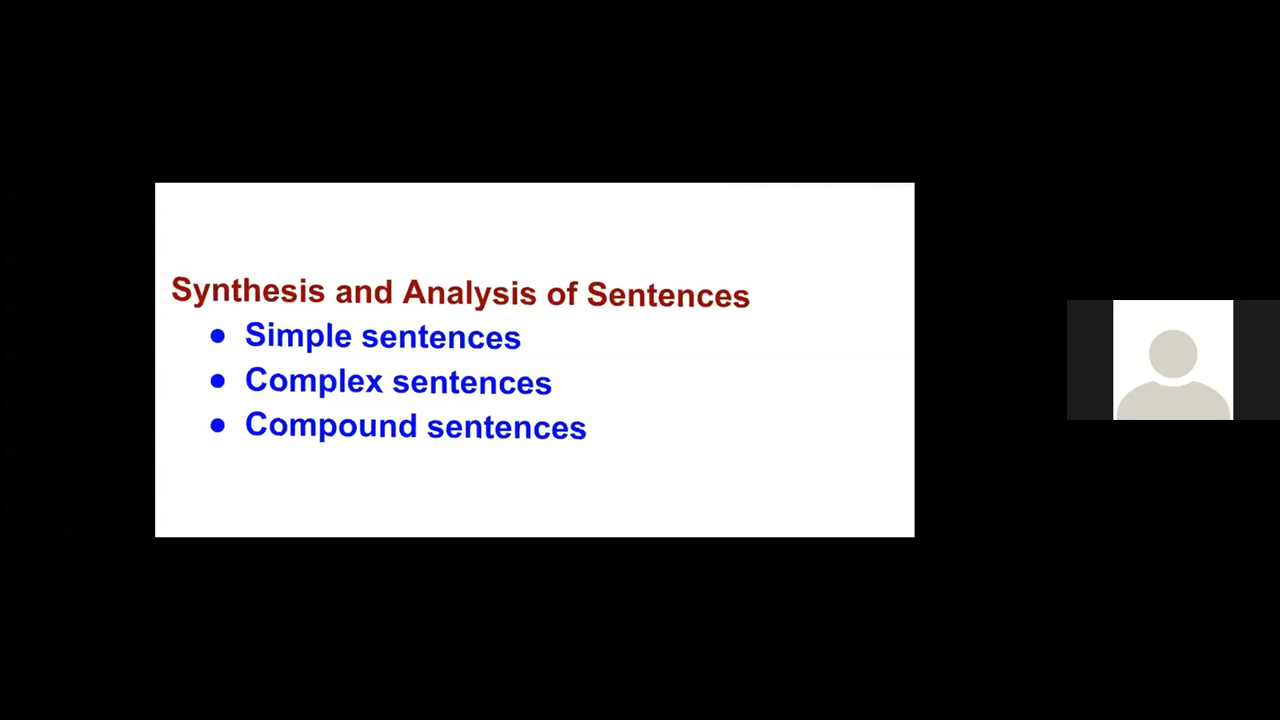 Synthesis and Analysis of Sentences
● Simple sentences
● Complex sentences
● Compound sentences